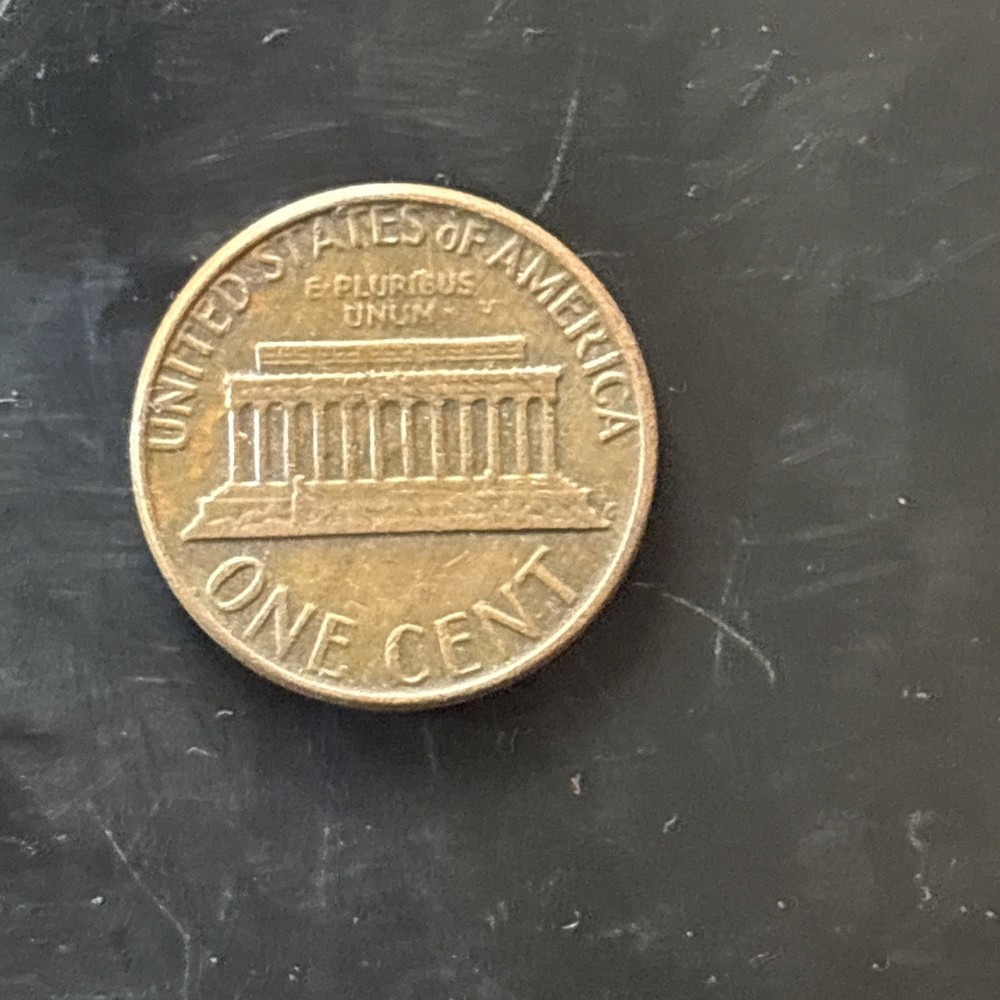 UNITED STATES oF AMERICA
E·PLURIBUS
UNUM
ONE CENT